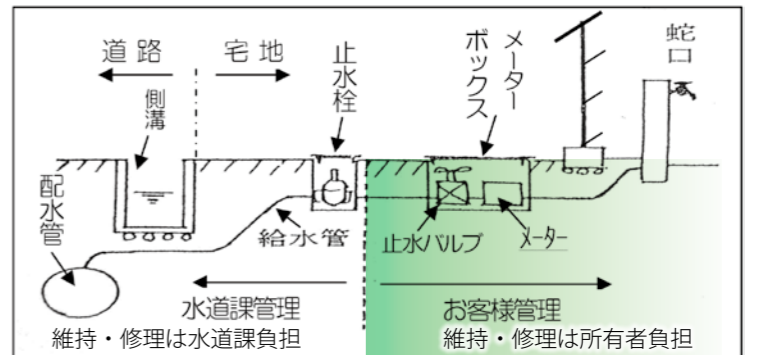 道路
宅地
側溝
止水栓
メーター
ボックス
蛇口
配水管
給水管
止水バルブ
メーター
水道課管理
お客様管理
維持・修理は水道課負担
維持・修理は所有者負担